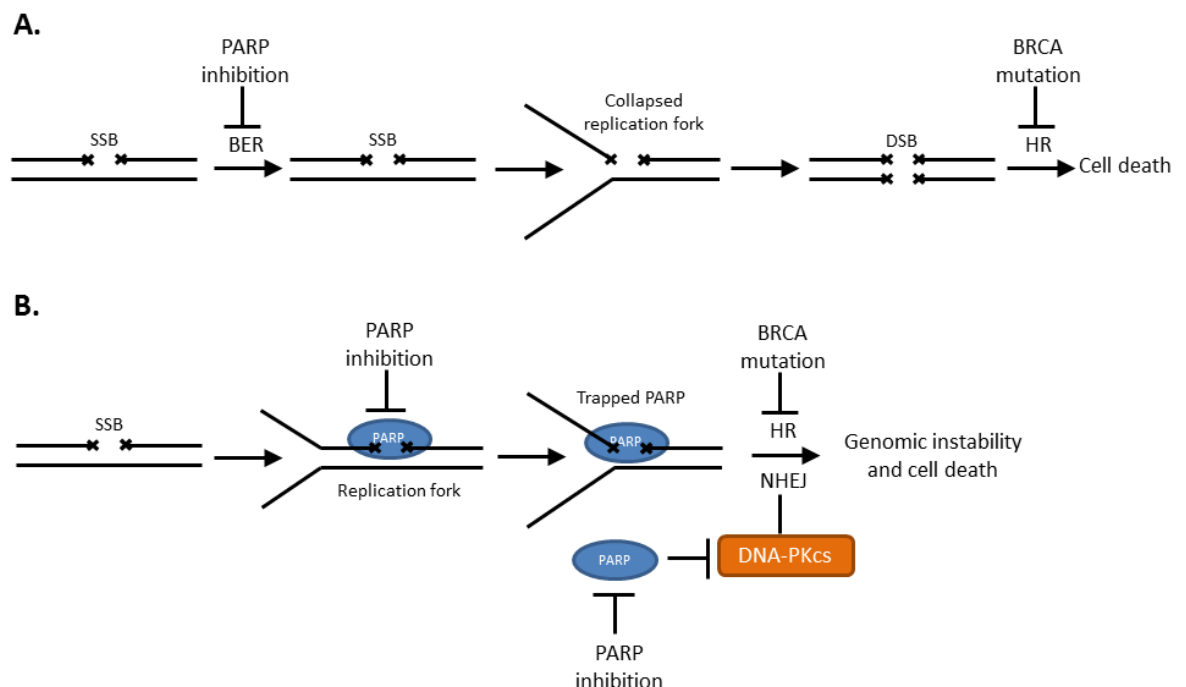 A.
PARP
inhibition
BRCA
mutation
SSB
BER
SSB
Collapsed
replication fork
DSB
HR
Cell death
B.
PARP
inhibition
BRCA
mutation
SSB
PARP
Replication fork
Trapped PARP
PARP
HR
NHEJ
Genomic instability
and cell death
PARP
DNA-PKcs
PARP
inhibition